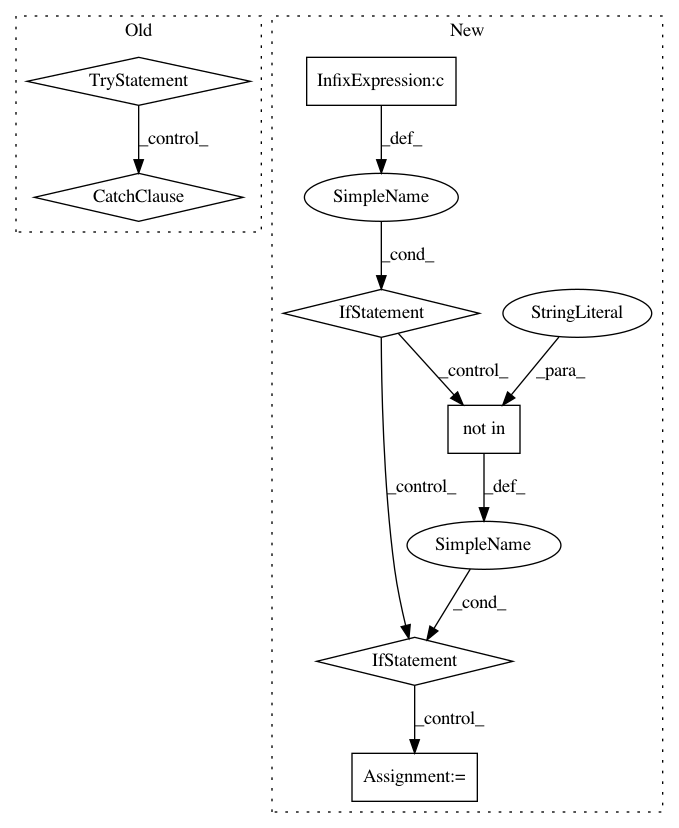 Old
TryStatement
_control_
CatchClause
New
InfixExpression:c
_def_
SimpleName
_cond_
IfStatement
StringLiteral
_control_
_para_
not in
_control_
_def_
SimpleName
_cond_
IfStatement
_control_
Assignment:=